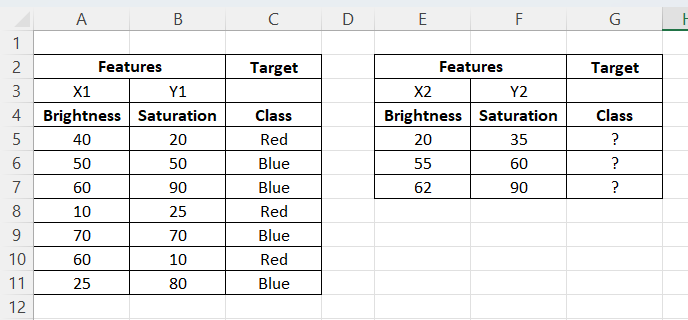 A B C D E F G
1
2 Features Target Features Target
3 X1 Y1 X2 Y2
4 Brightness Saturation Class Brightness Saturation Class
5 40 20 Red 20 35 ?
6 50 50 Blue 55 60 ?
7 60 90 Blue 62 90 ?
8 10 25 Red
9 70 70 Blue
10 60 10 Red
11 25 80 Blue
12